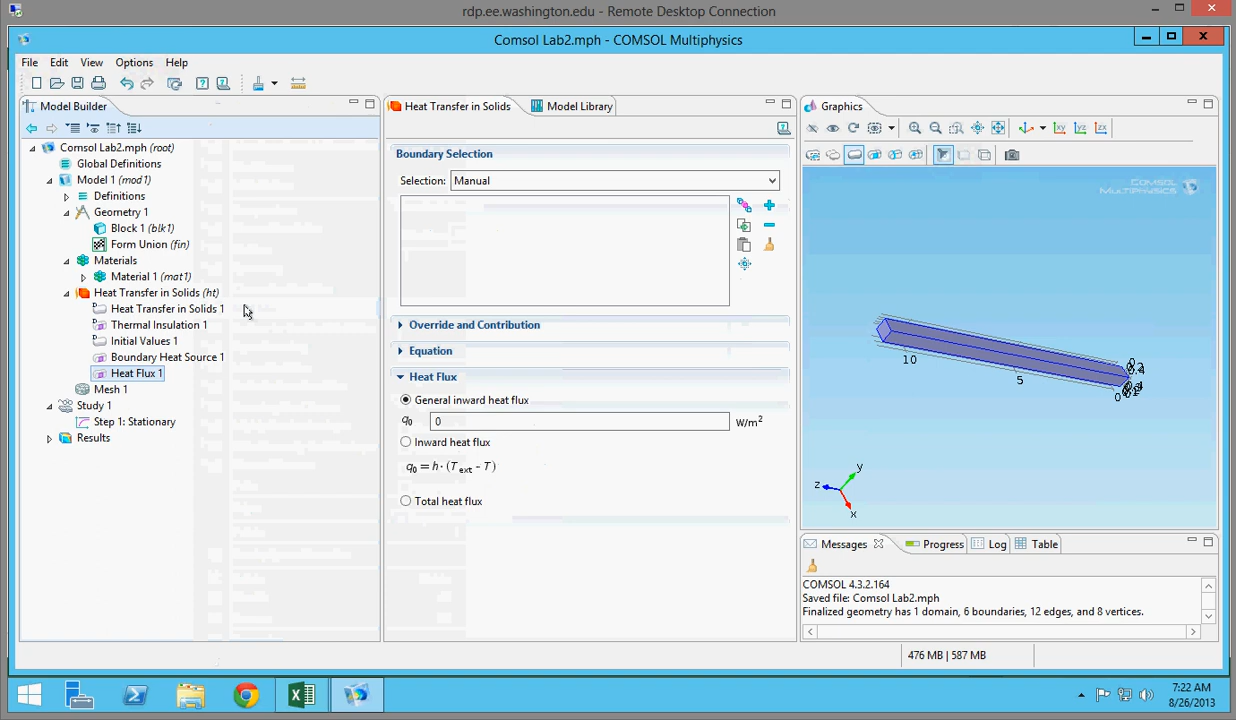 rdp.ee.washington.edu - Remote Desktop Connection
Comsol Lab2.mph - COMSOL Multiphysics
File Edit View Options Help
Model Builder
Comsol Lab2.mph (root)
Global Definitions
Model 1 (mod1)
Definitions
Geometry 1
Block 1 (blk1)
Form Union (fin)
Materials
Material 1 (mat1)
Heat Transfer in Solids (ht)
Heat Transfer in Solids 1
Thermal Insulation 1
Initial Values 1
Boundary Heat Source 1
Heat Flux 1
Mesh 1
Study 1
Step 1: Stationary
Results
Heat Transfer in Solids Model Library
Boundary Selection
Selection: Manual
Override and Contribution
Equation
Heat Flux
General inward heat flux
q0 0 W/m2
Inward heat flux
q0 = h·(Text - T)
Total heat flux
Graphics
xy yz zx
COMSOL
MULTIPHYSICS
10
5
0
y
z
x
Messages Progress Log Table
COMSOL 4.3.2.164
Saved file: Comsol Lab2.mph
Finalized geometry has 1 domain, 6 boundaries, 12 edges, and 8 vertices.
476 MB | 587 MB
7:22 AM
8/26/2013